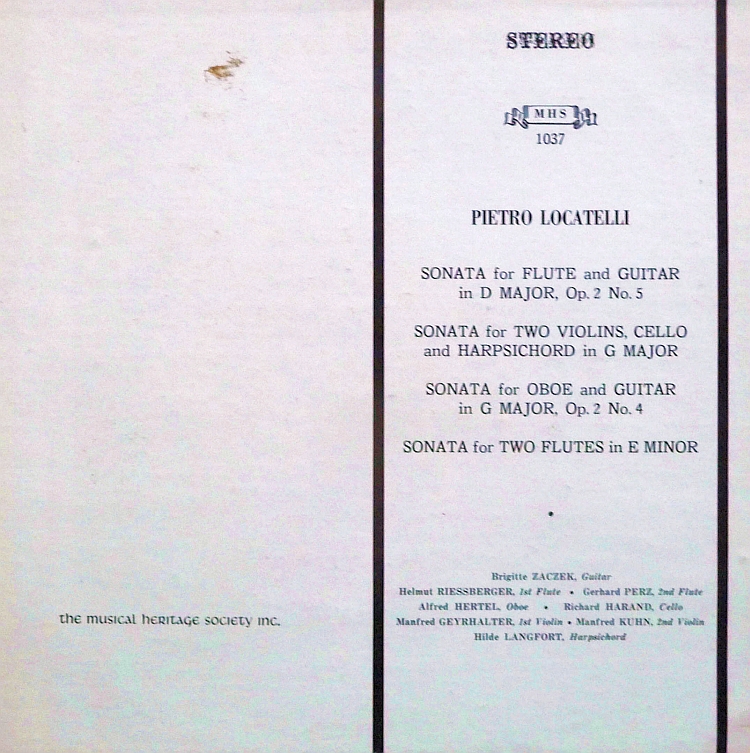 STEREO
MHS
1037
PIETRO LOCATELLI
SONATA for FLUTE and GUITAR
in D MAJOR, Op. 2 No. 5
SONATA for TWO VIOLINS, CELLO
and HARPSICHORD in G MAJOR
SONATA for OBOE and GUITAR
in G MAJOR, Op. 2 No. 4
SONATA for TWO FLUTES in E MINOR
•
Brigitte ZACZEK, Guitar
Helmut RIESSBERGER, 1st Flute • Gerhard PERZ, 2nd Flute
Alfred HERTEL, Oboe • Richard HARAND, Cello
Manfred GEYRHALTER, 1st Violin • Manfred KUHN, 2nd Violin
Hilde LANGFORT, Harpsichord
the musical heritage society inc.